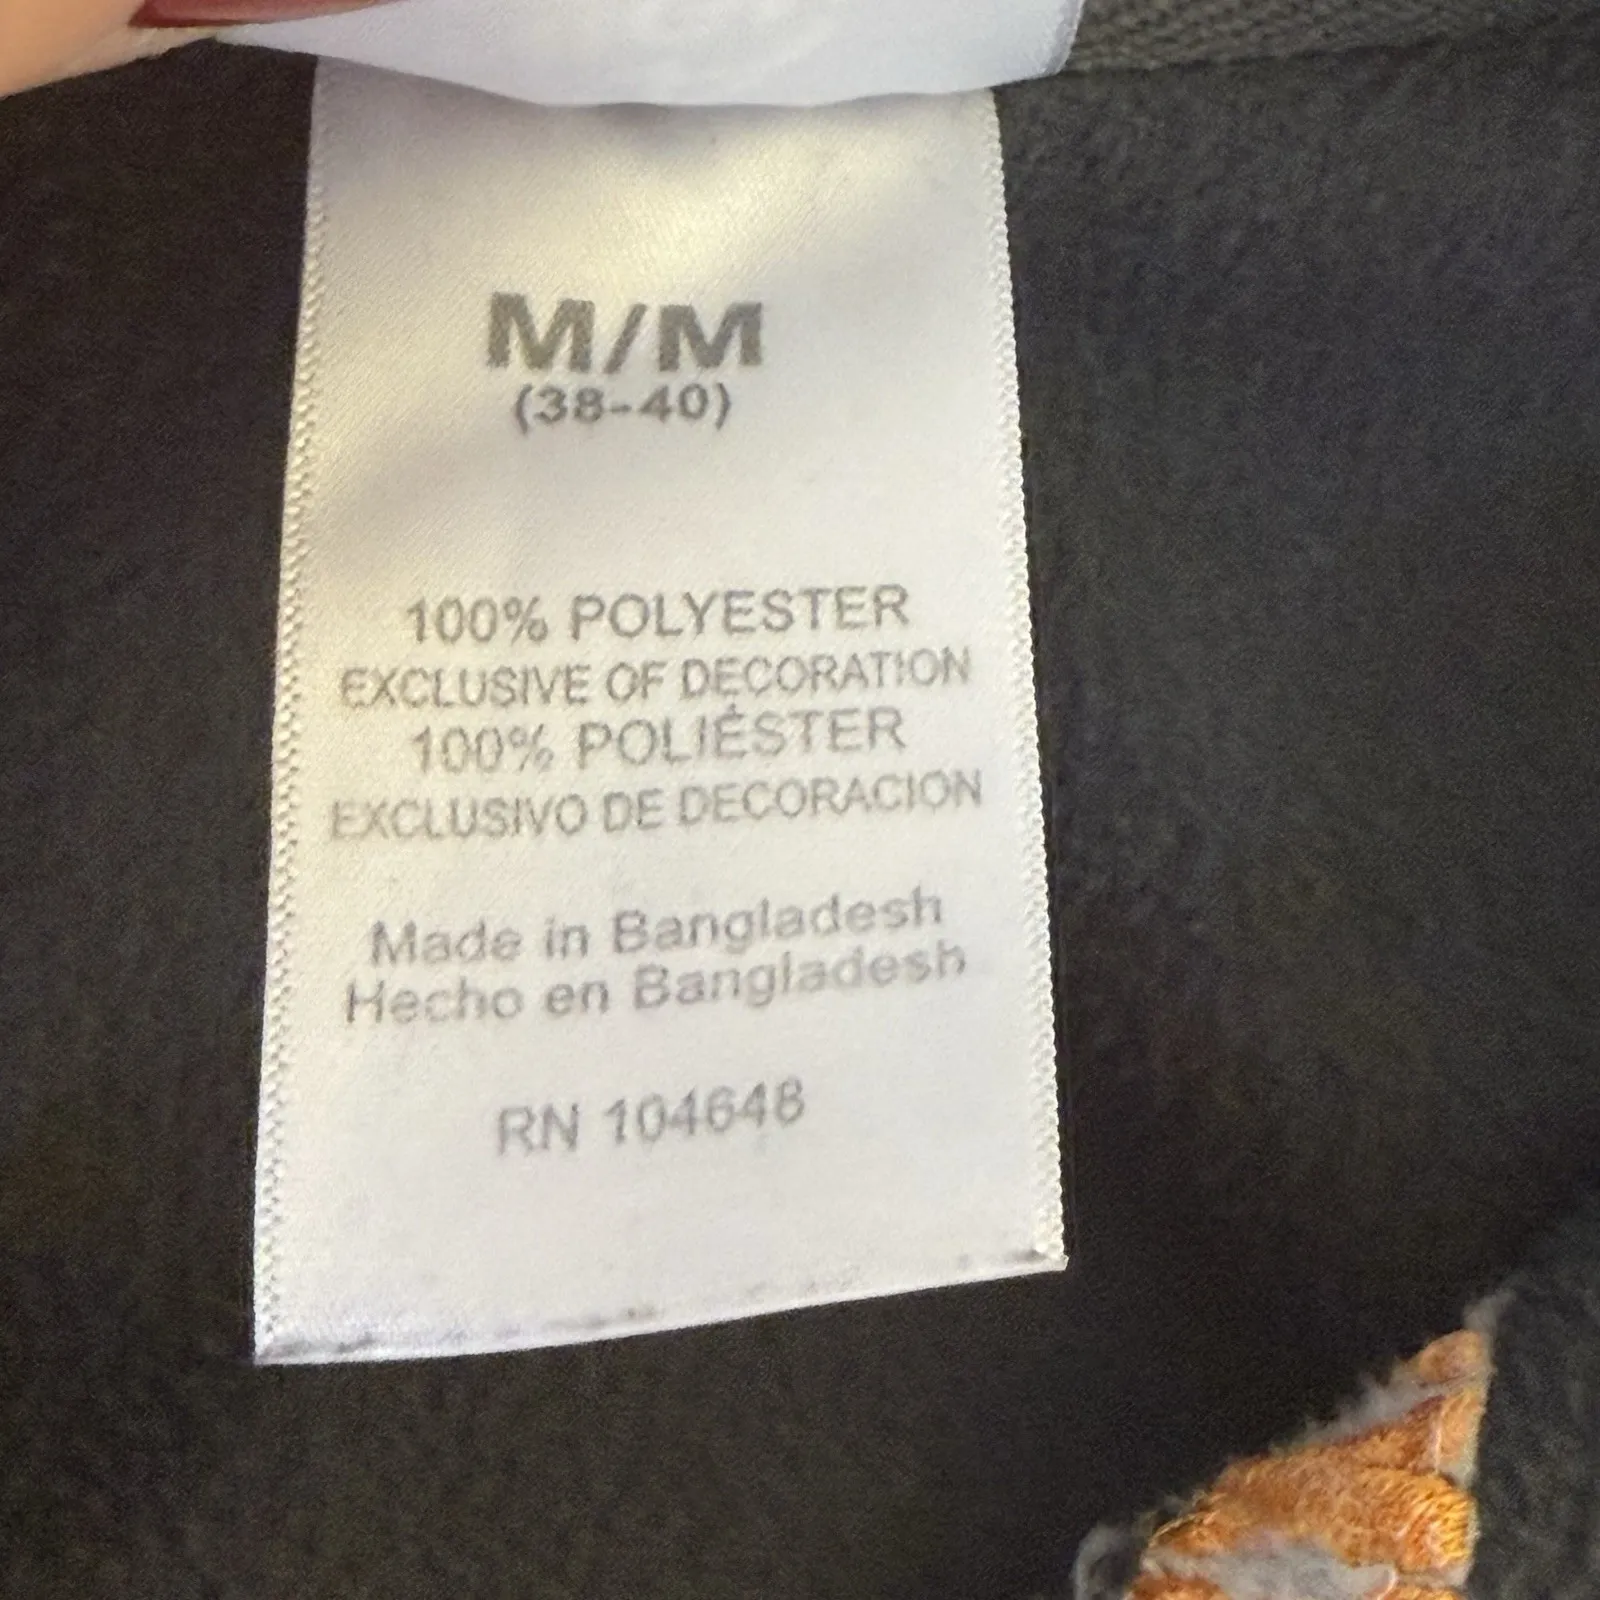 M/M
(38-40)
100% POLYESTER
EXCLUSIVE OF DECORATION
100% POLIÉSTER
EXCLUSIVO DE DECORACION
Made in Bangladesh
Hecho en Bangladesh
RN 104648